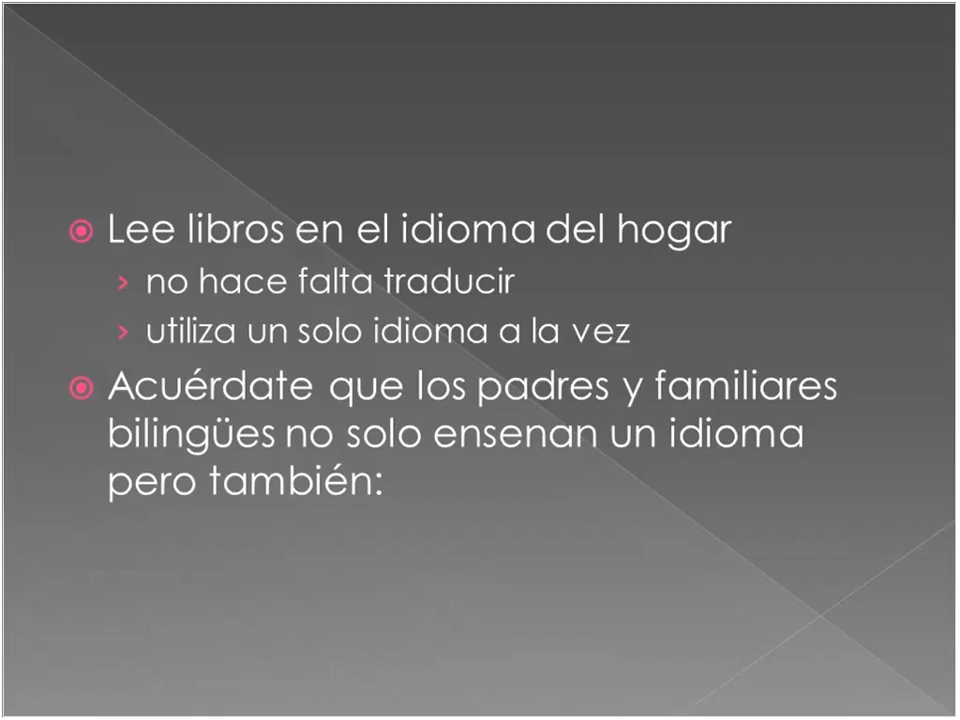 Lee libros en el idioma del hogar
no hace falta traducir
utiliza un solo idioma a la vez
Acuérdate que los padres y familiares
bilingües no solo ensenan un idioma
pero también: